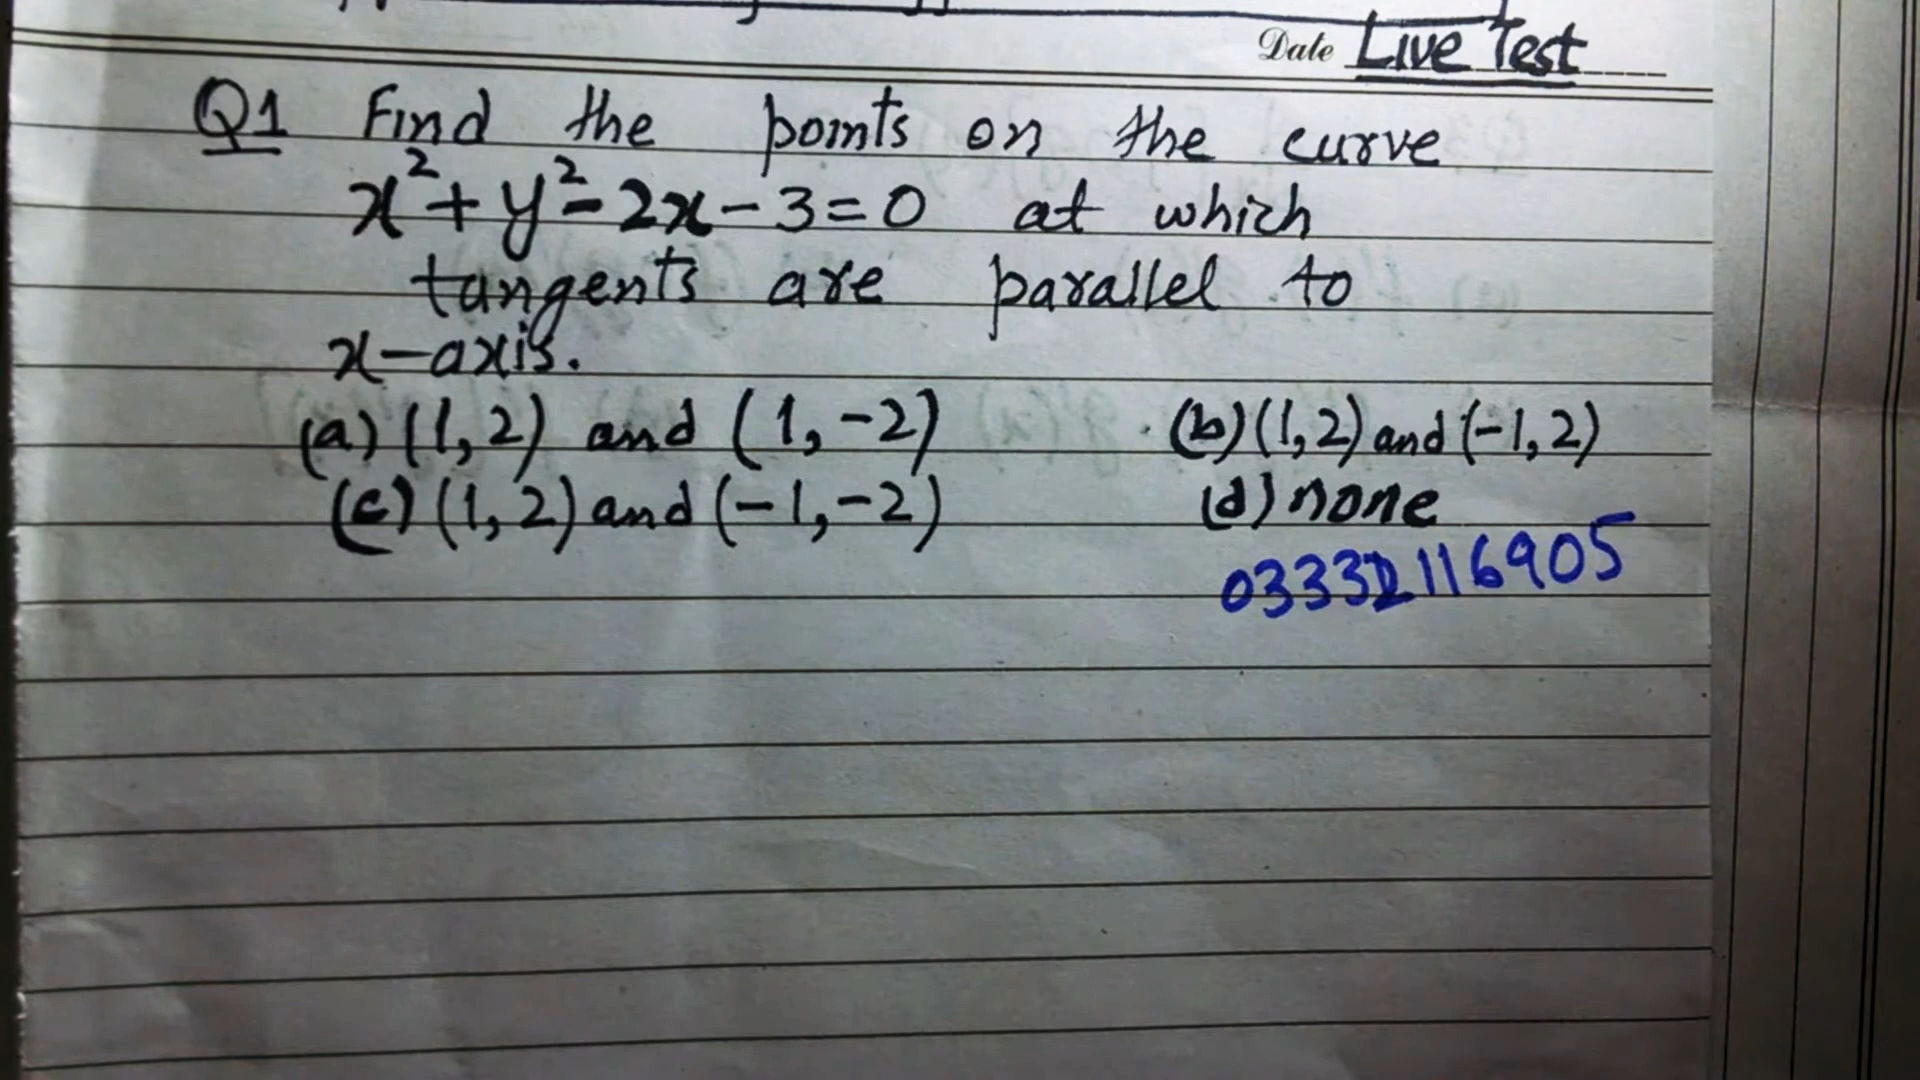 Date Live Test
Q1 Find the points on the curve
x²+y²-2x-3=0 at which
tangents are parallel to
x-axis.
(a) (1,2) and (1,-2) (b) (1,2) and (-1,2)
(c) (1,2) and (-1,-2) (d) none
03332116905